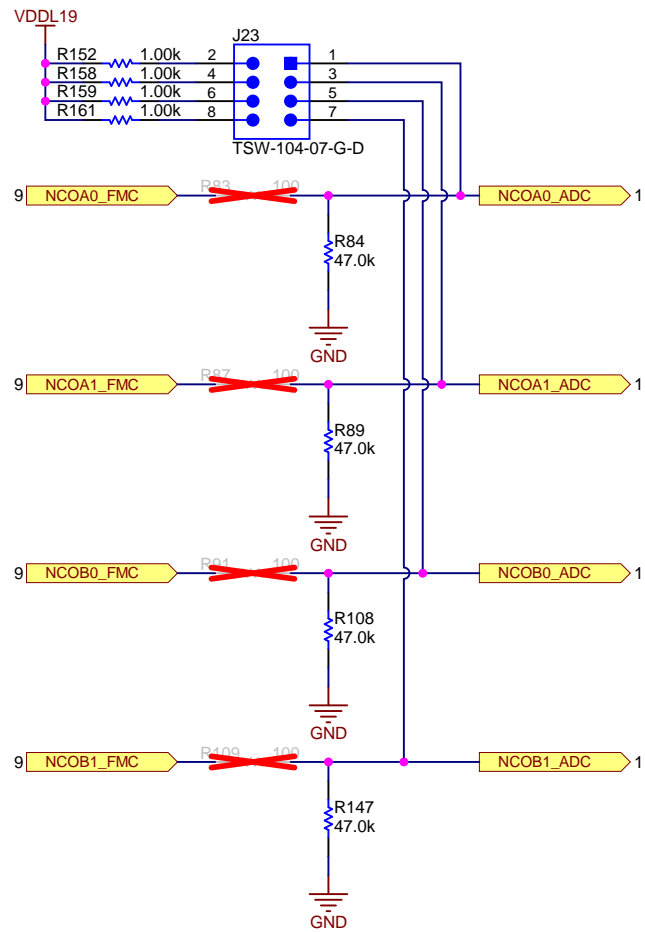 VDDL19
J23
R152 1.00k 2 1
R158 1.00k 4 3
R159 1.00k 6 5
R161 1.00k 8 7
TSW-104-07-G-D
9 NCOA0_FMC R83 100 NCOA0_ADC 1
R84
47.0k
GND
9 NCOA1_FMC R87 100 NCOA1_ADC 1
R89
47.0k
GND
9 NCOB0_FMC R91 100 NCOB0_ADC 1
R108
47.0k
GND
9 NCOB1_FMC R109 100 NCOB1_ADC 1
R147
47.0k
GND